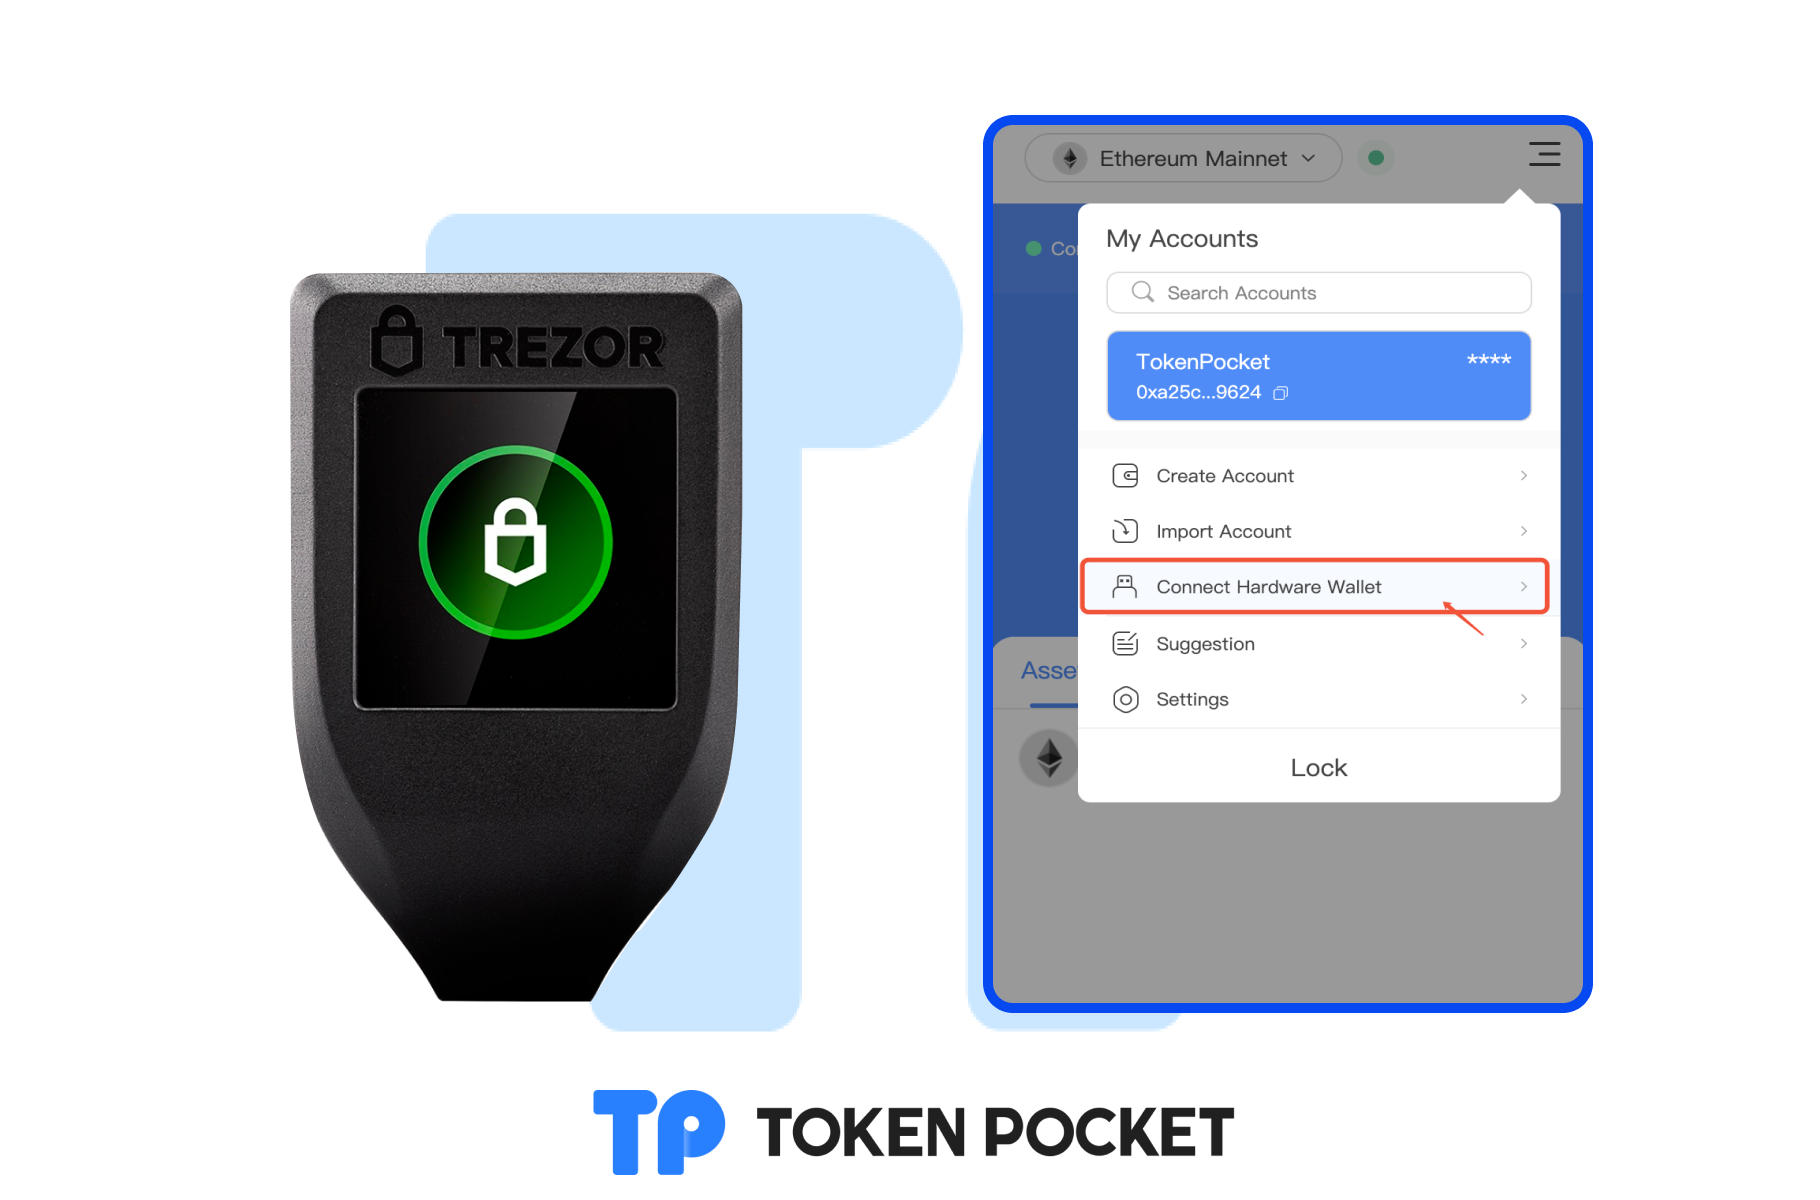 TREZOR
Ethereum Mainnet
Co
My Accounts
Search Accounts
TokenPocket ****
0xa25c...9624
Create Account
Import Account
Connect Hardware Wallet
Suggestion
Settings
Asse
Lock
TP TOKEN POCKET